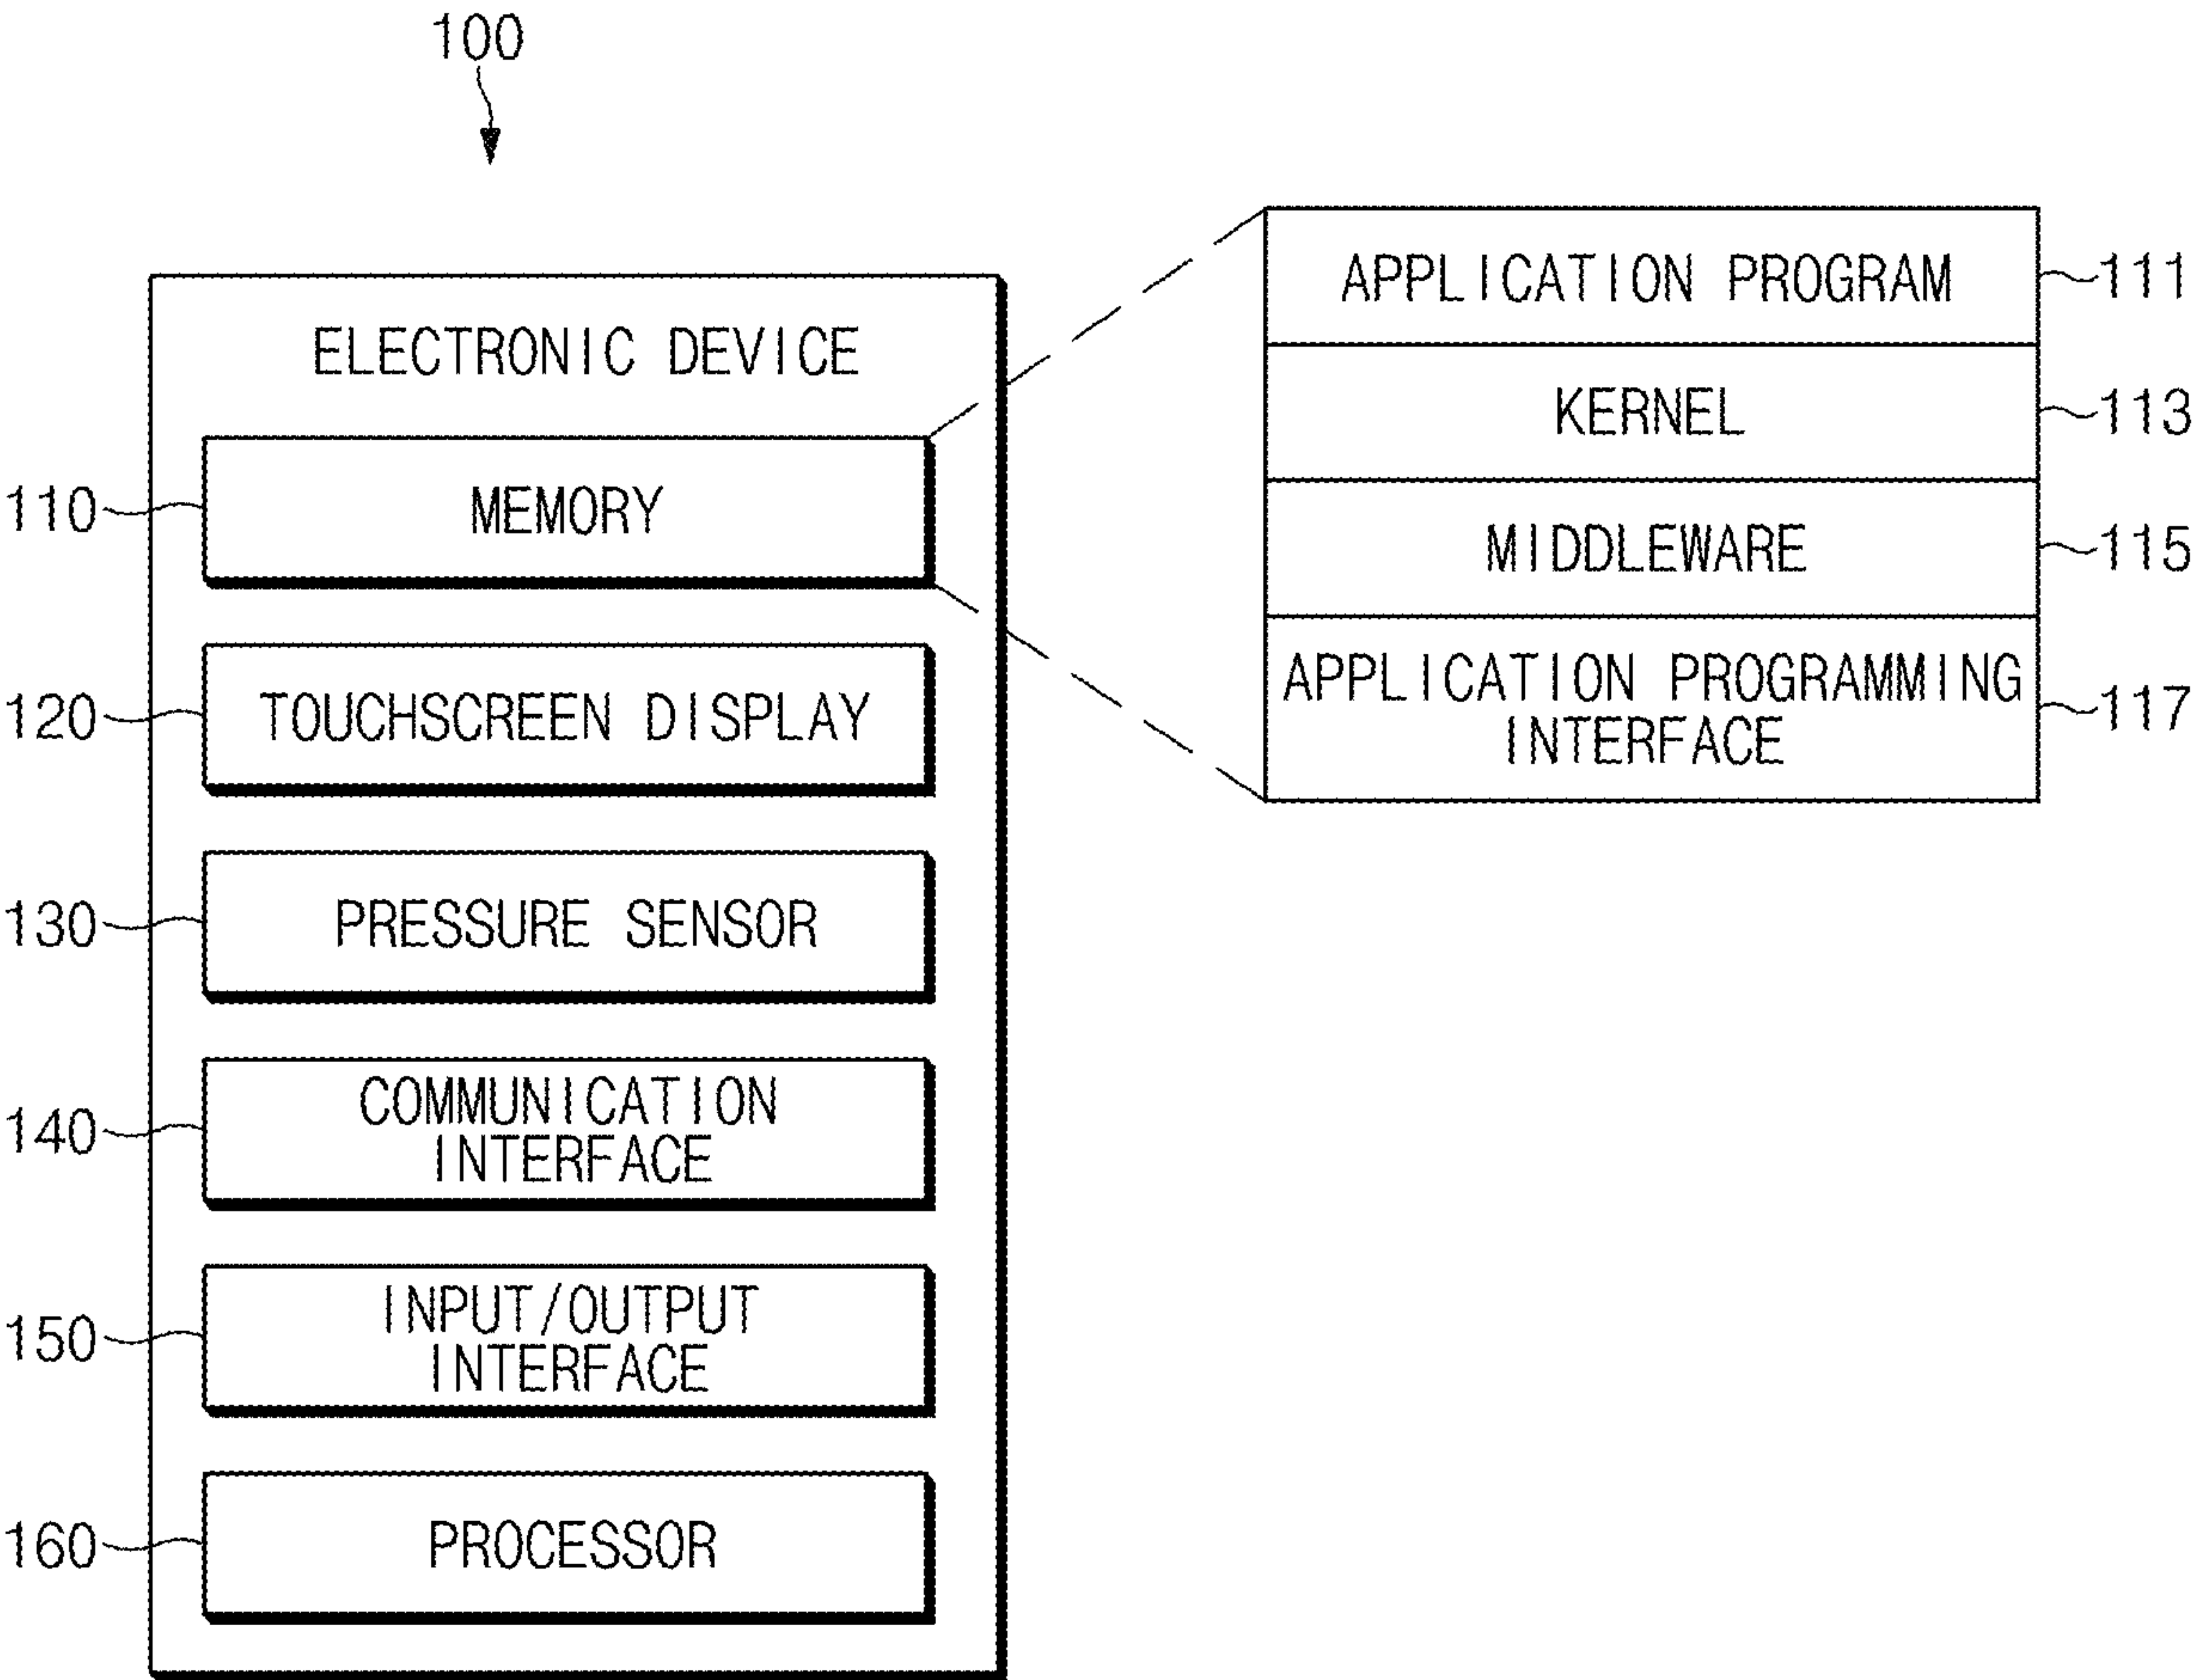 100
ELECTRONIC DEVICE
110
MEMORY
120
TOUCHSCREEN DISPLAY
130
PRESSURE SENSOR
140
COMMUNICATION
INTERFACE
150
INPUT/OUTPUT
INTERFACE
160
PROCESSOR
APPLICATION PROGRAM
111
KERNEL
113
MIDDLEWARE
115
APPLICATION PROGRAMMING
INTERFACE
117